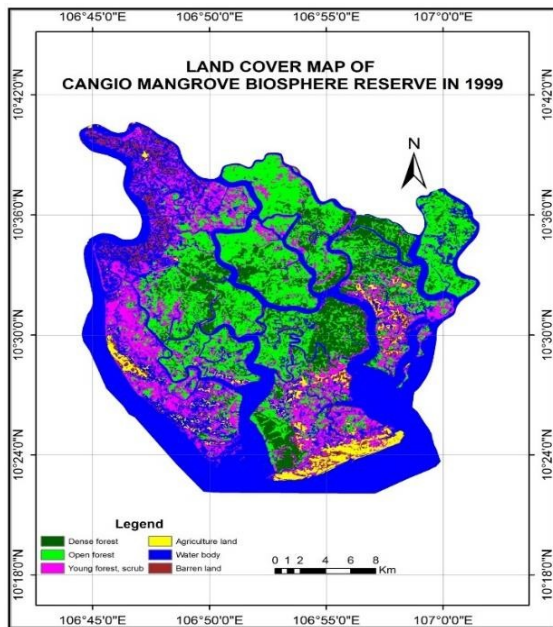 106°45'0"E 106°50'0"E 106°55'0"E 107°0'0"E
LAND COVER MAP OF
CANGIO MANGROVE BIOSPHERE RESERVE IN 1999
10°42'0"N 10°42'0"N
N
10°36'0"N 10°36'0"N
10°30'0"N 10°30'0"N
10°24'0"N 10°24'0"N
Legend
Dense forest Agriculture land
Open forest Water body
Young forest, scrub Barren land
0 1 2 4 6 8
Km
10°18'0"N 10°18'0"N
106°45'0"E 106°50'0"E 106°55'0"E 107°0'0"E